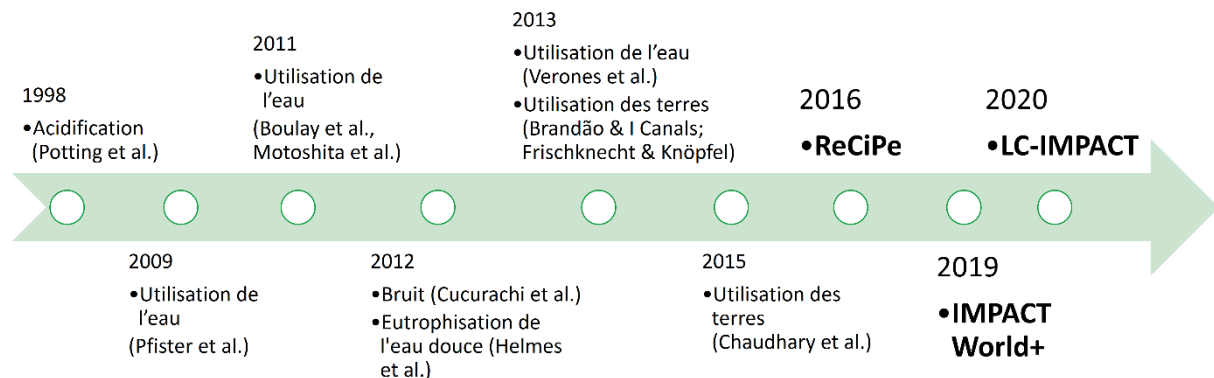 1998
•Acidification
(Potting et al.)
2009
•Utilisation de
l’eau
(Pfister et al.)
2011
•Utilisation de
l’eau
(Boulay et al.,
Motoshita et al.)
2012
•Bruit (Cucurachi et al.)
•Eutrophisation de
l'eau douce (Helmes
et al.)
2013
•Utilisation de l’eau
(Verones et al.)
•Utilisation des terres
(Brandão & I Canals;
Frischknecht & Knöpfel)
2015
•Utilisation des
terres
(Chaudhary et al.)
2016
•ReCiPe
2019
•IMPACT
World+
2020
•LC-IMPACT